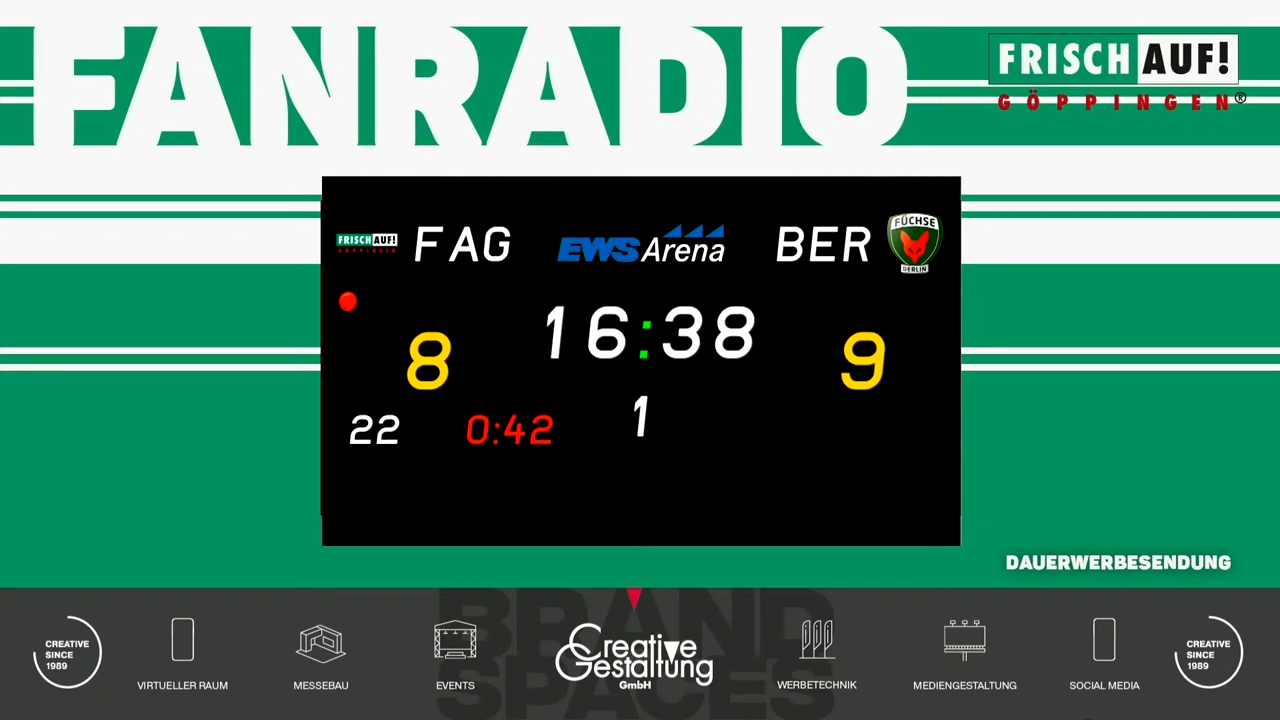 FANRADIO
FRISCH AUF!
GÖPPINGEN®
FRISCH AUF! FAG EWS Arena BER FÜCHSE BERLIN
GÖPPINGEN
16:38
8 9
1
22 0:42
DAUERWERBESENDUNG
BRAND
SPACES
CREATIVE
SINCE
1989
VIRTUELLER RAUM
MESSEBAU
EVENTS
Creative
Gestaltung
GmbH
WERBETECHNIK
MEDIENGESTALTUNG
SOCIAL MEDIA
CREATIVE
SINCE
1989